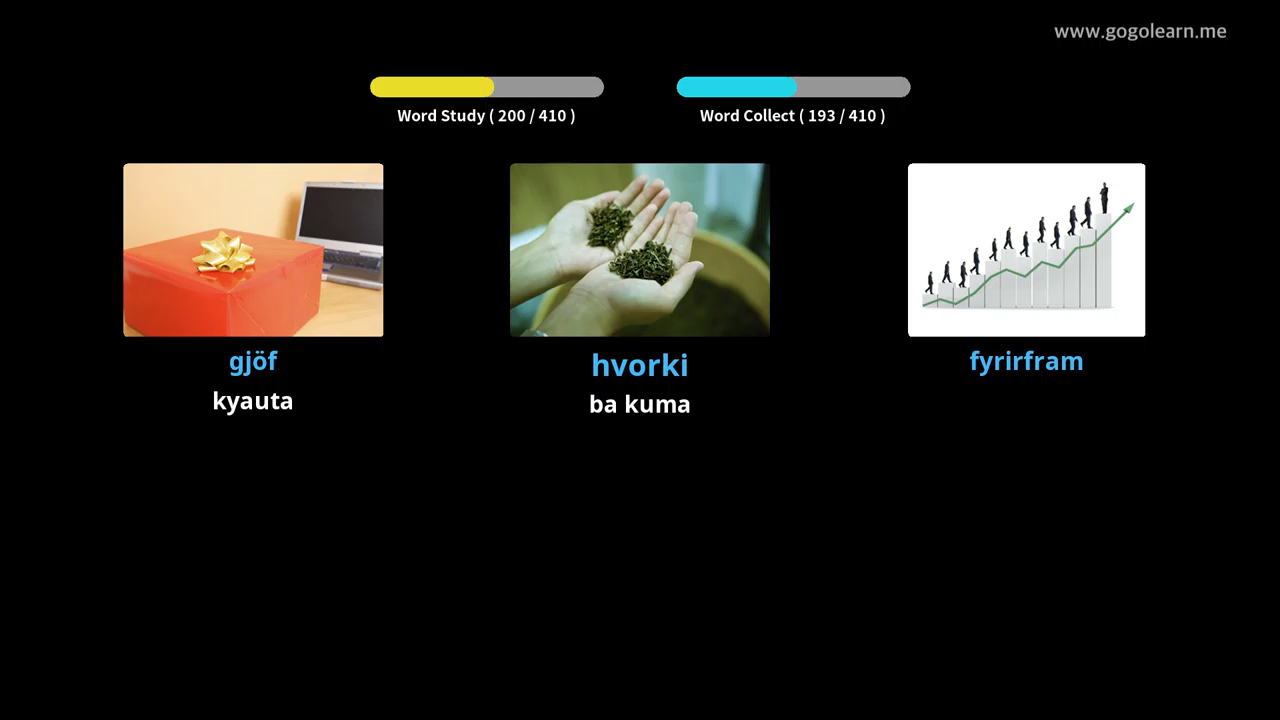 www.gogolearn.me
Word Study ( 200 / 410 )
Word Collect ( 193 / 410 )
gjöf
kyauta
hvorki
ba kuma
fyrirfram